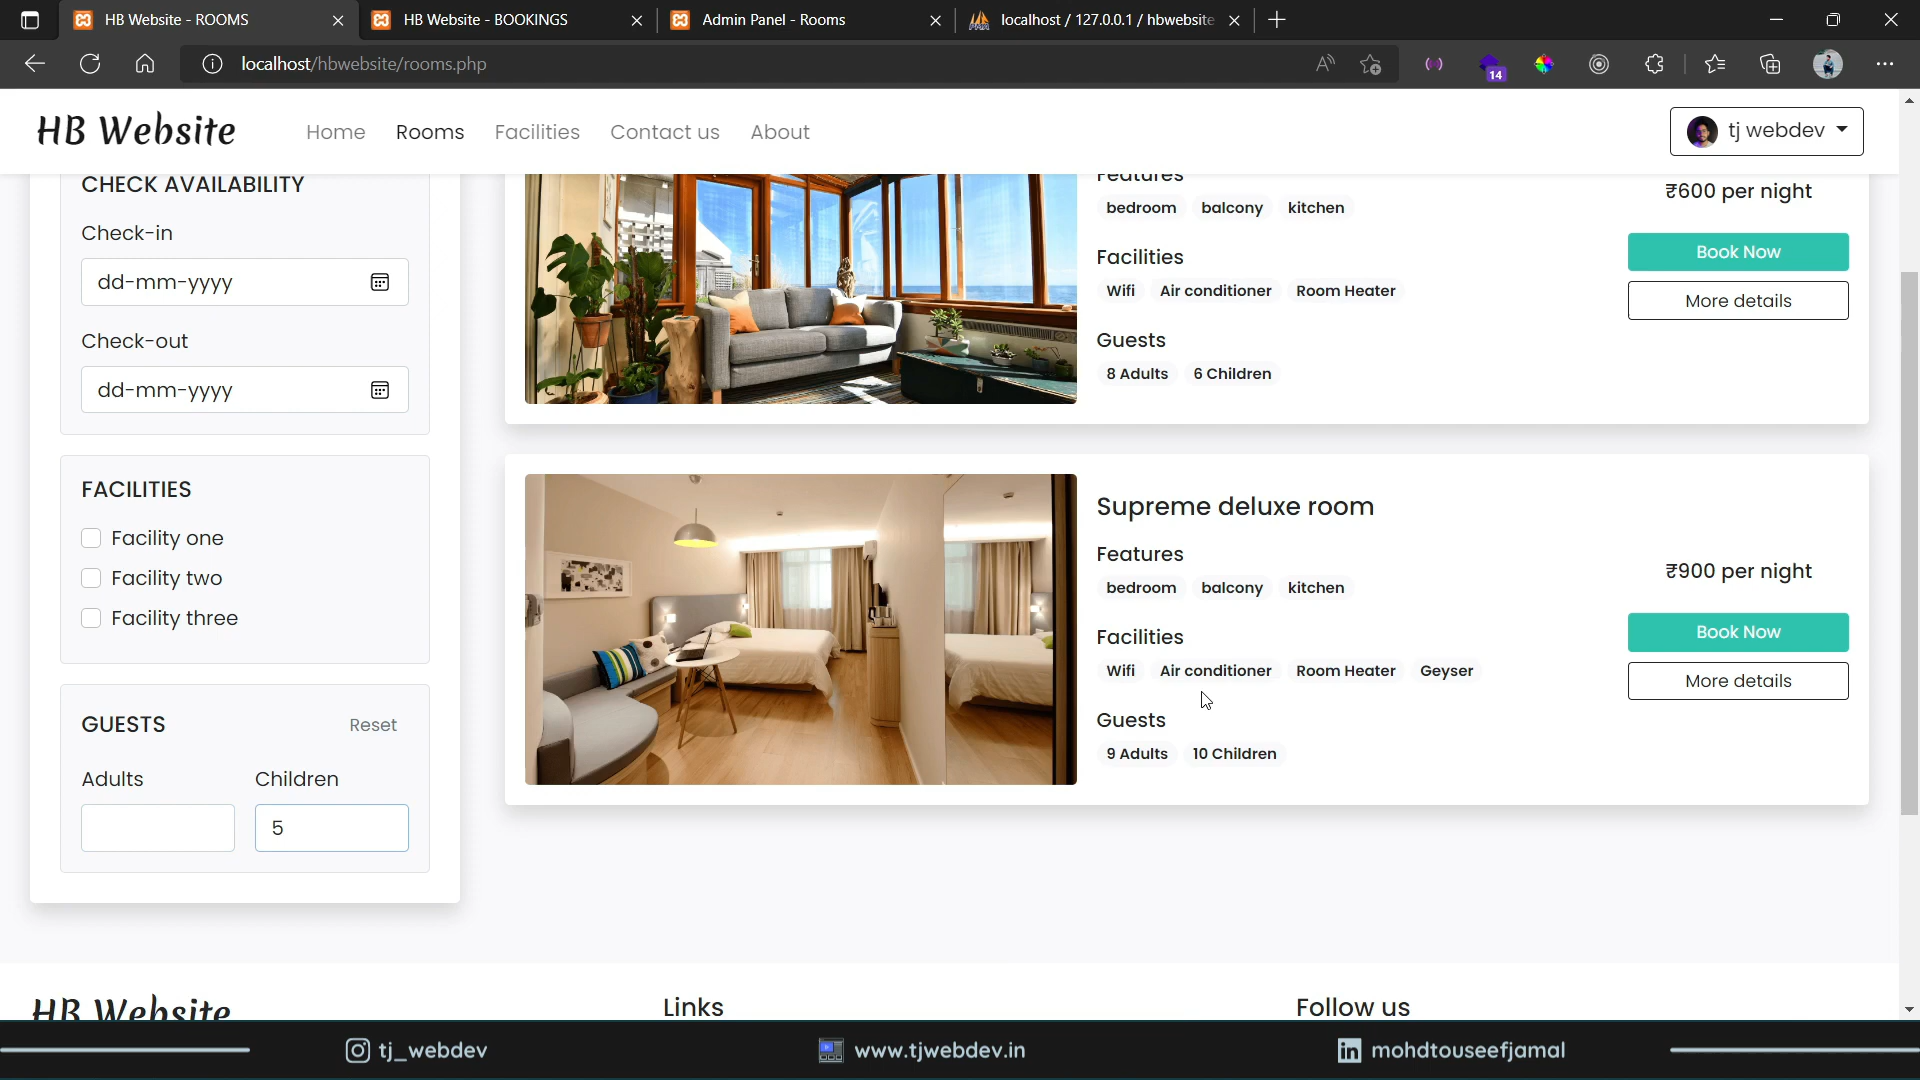 HB Website - ROOMS
HB Website - BOOKINGS
Admin Panel - Rooms
localhost / 127.0.0.1 / hbwebsite
localhost/hbwebsite/rooms.php
14
HB Website
Home
Rooms
Facilities
Contact us
About
tj webdev
CHECK AVAILABILITY
Check-in
dd-mm-yyyy
Check-out
dd-mm-yyyy
FACILITIES
Facility one
Facility two
Facility three
GUESTS
Reset
Adults
Children
5
Features
bedroom balcony kitchen
Facilities
Wifi Air conditioner Room Heater
Guests
8 Adults 6 Children
₹600 per night
Book Now
More details
Supreme deluxe room
Features
bedroom balcony kitchen
Facilities
Wifi Air conditioner Room Heater Geyser
Guests
9 Adults 10 Children
₹900 per night
Book Now
More details
HB Website
Links
Follow us
tj_webdev
www.tjwebdev.in
mohdtouseefjamal